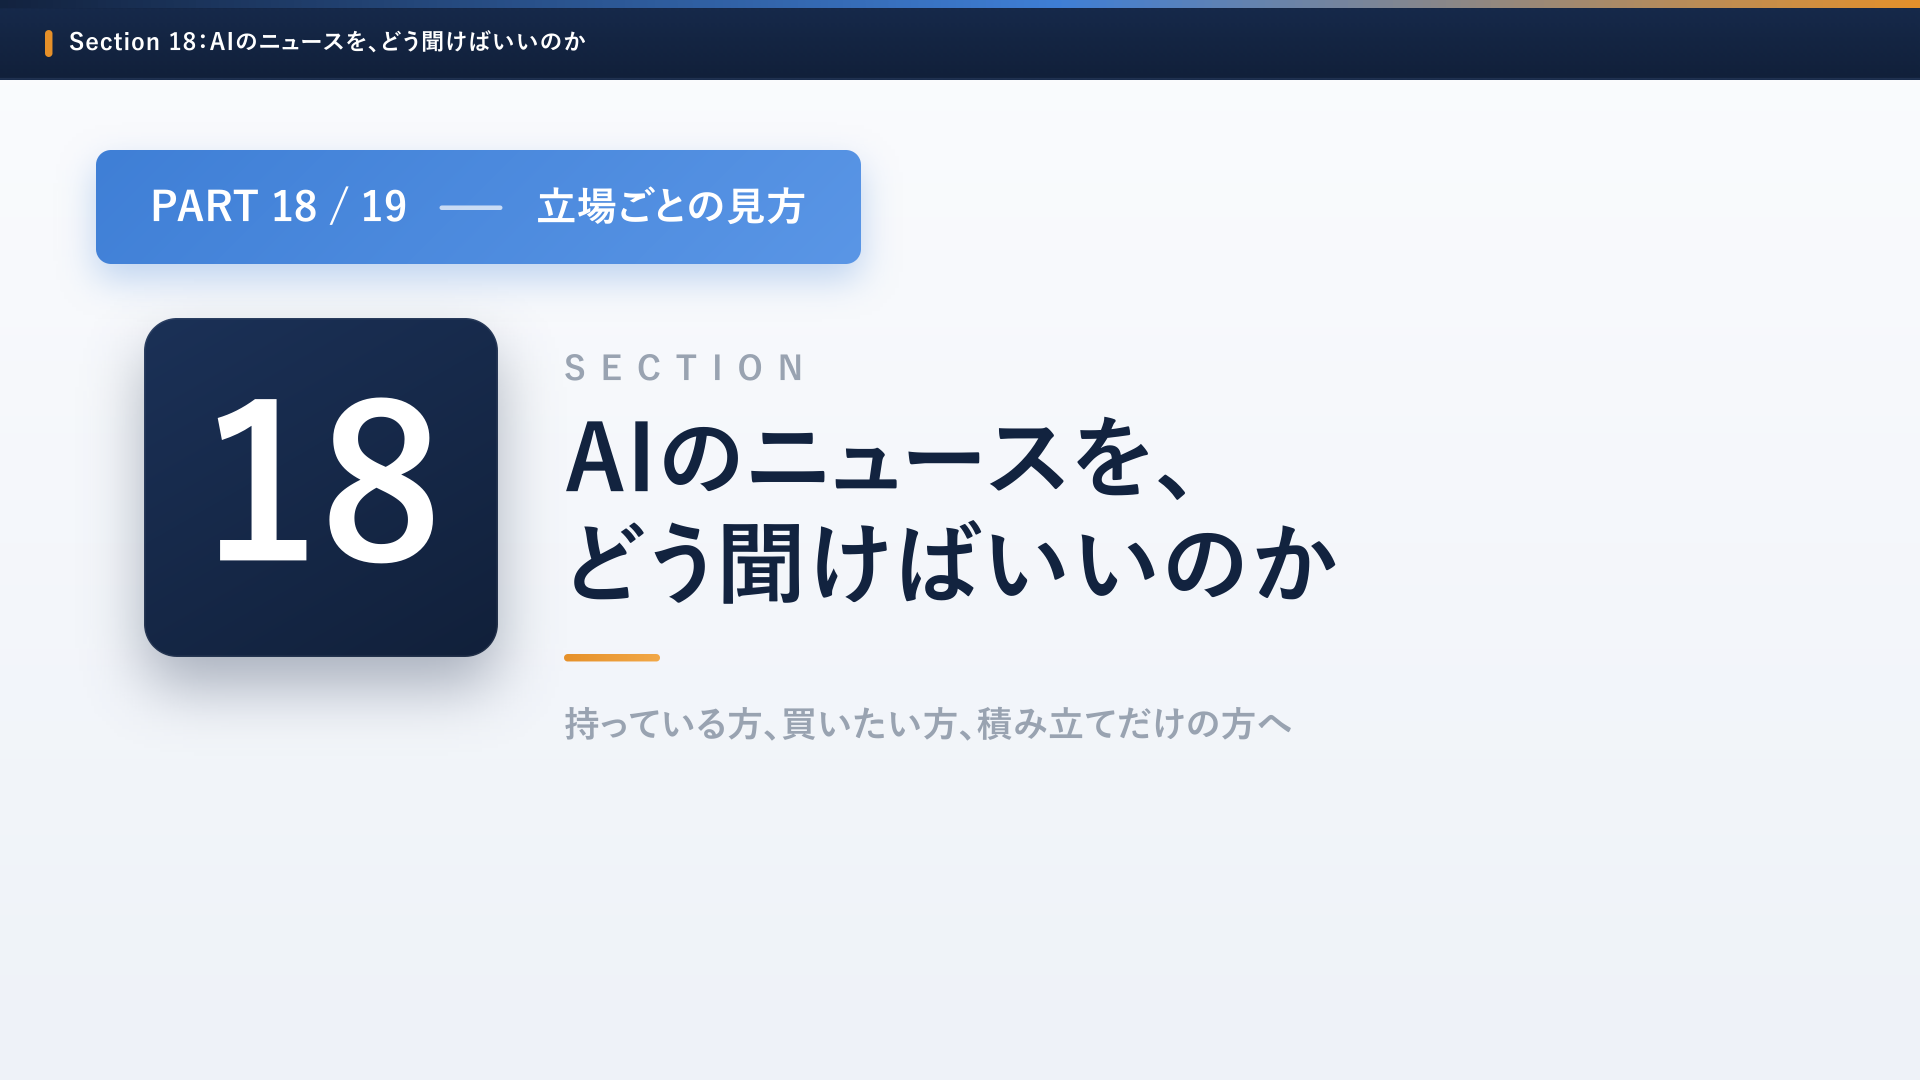 Section 18：AIのニュースを、どう聞けばいいのか
PART 18 / 19 — 立場ごとの見方
18
SECTION
AIのニュースを、
どう聞けばいいのか
持っている方、買いたい方、積み立てだけの方へ